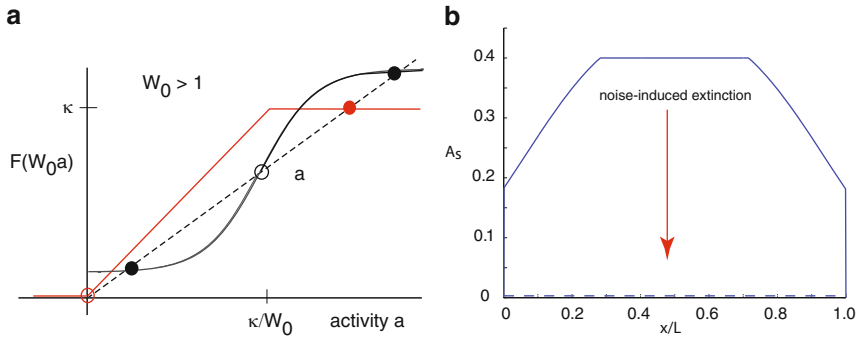 a
W₀ > 1
κ
F(W₀a)
a
κ/W₀
activity a
b
0.4
0.3
0.2
0.1
0
Aₛ
noise-induced extinction
0 0.2 0.4 0.6 0.8 1.0
x/L